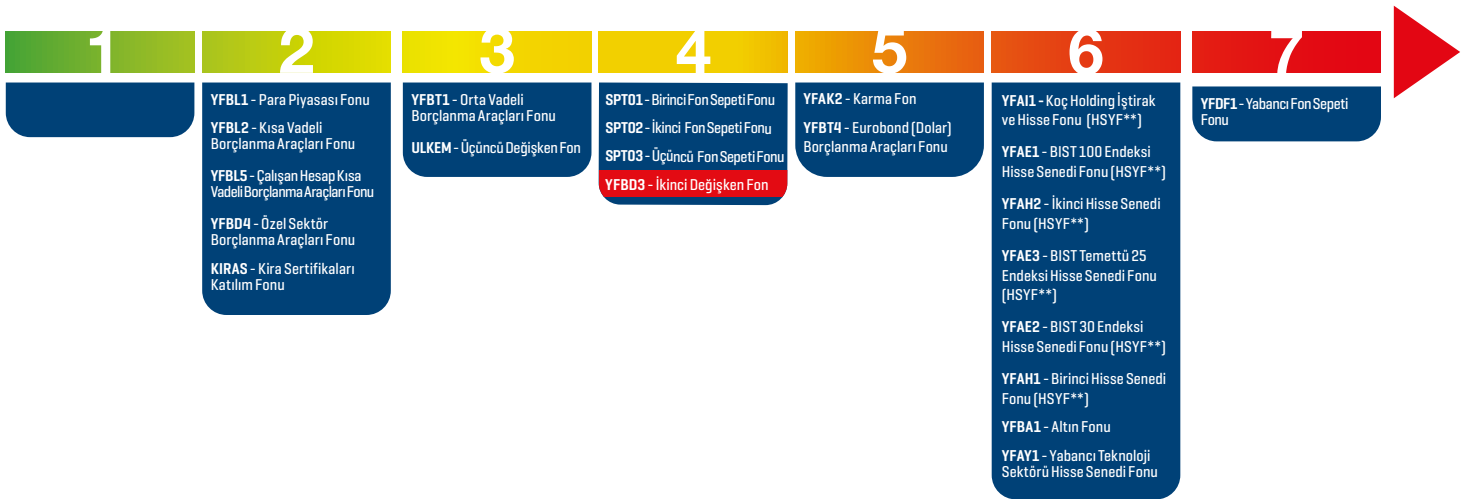 1
2
YFBL1 - Para Piyasası Fonu
YFBL2 - Kısa Vadeli
Borçlanma Araçları Fonu
YFBL5 - Çalışan Hesap Kısa
Vadeli Borçlanma Araçları Fonu
YFBD4 - Özel Sektör
Borçlanma Araçları Fonu
KIRAS - Kira Sertifikaları
Katılım Fonu
3
YFBT1 - Orta Vadeli
Borçlanma Araçları Fonu
ULKEM - Üçüncü Değişken Fon
4
SPT01 - Birinci Fon Sepeti Fonu
SPT02 - İkinci Fon Sepeti Fonu
SPT03 - Üçüncü Fon Sepeti Fonu
YFBD3 - İkinci Değişken Fon
5
YFAK2 - Karma Fon
YFBT4 - Eurobond (Dolar)
Borçlanma Araçları Fonu
6
YFAI1 - Koç Holding İştirak
ve Hisse Fonu (HSYF**)
YFAE1 - BIST 100 Endeksi
Hisse Senedi Fonu (HSYF**)
YFAH2 - İkinci Hisse Senedi
Fonu (HSYF**)
YFAE3 - BIST Temettü 25
Endeksi Hisse Senedi Fonu
(HSYF**)
YFAE2 - BIST 30 Endeksi
Hisse Senedi Fonu (HSYF**)
YFAH1 - Birinci Hisse Senedi
Fonu (HSYF**)
YFBA1 - Altın Fonu
YFAY1 - Yabancı Teknoloji
Sektörü Hisse Senedi Fonu
7
YFDF1 - Yabancı Fon Sepeti
Fonu